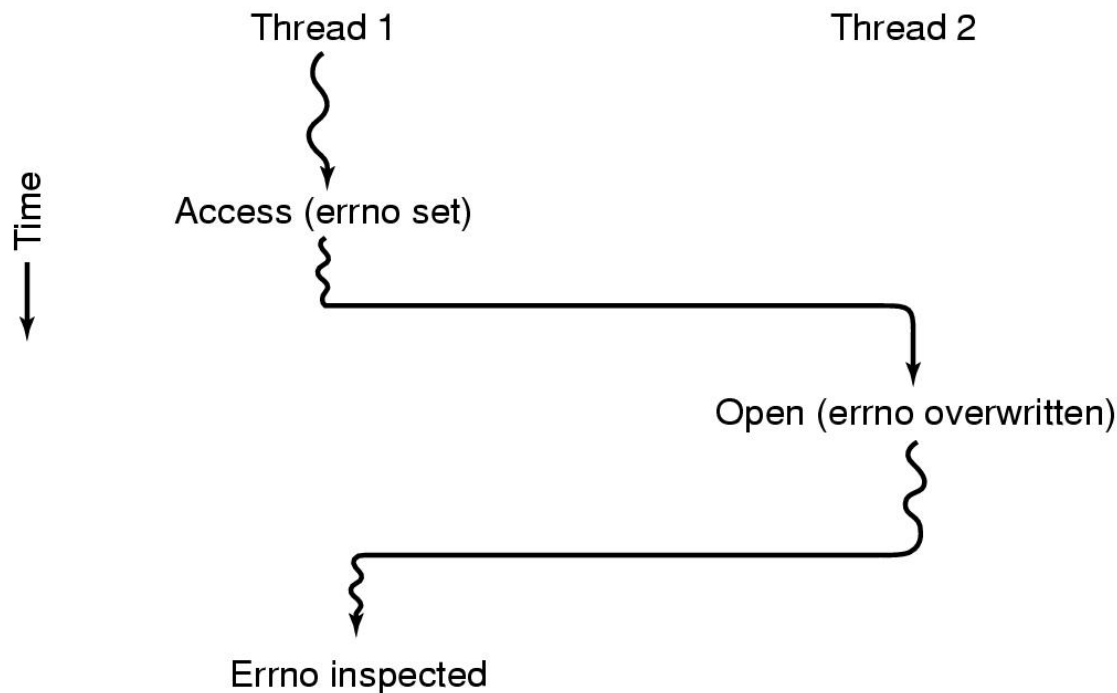 Thread 1
Thread 2
Time
Access (errno set)
Open (errno overwritten)
Errno inspected